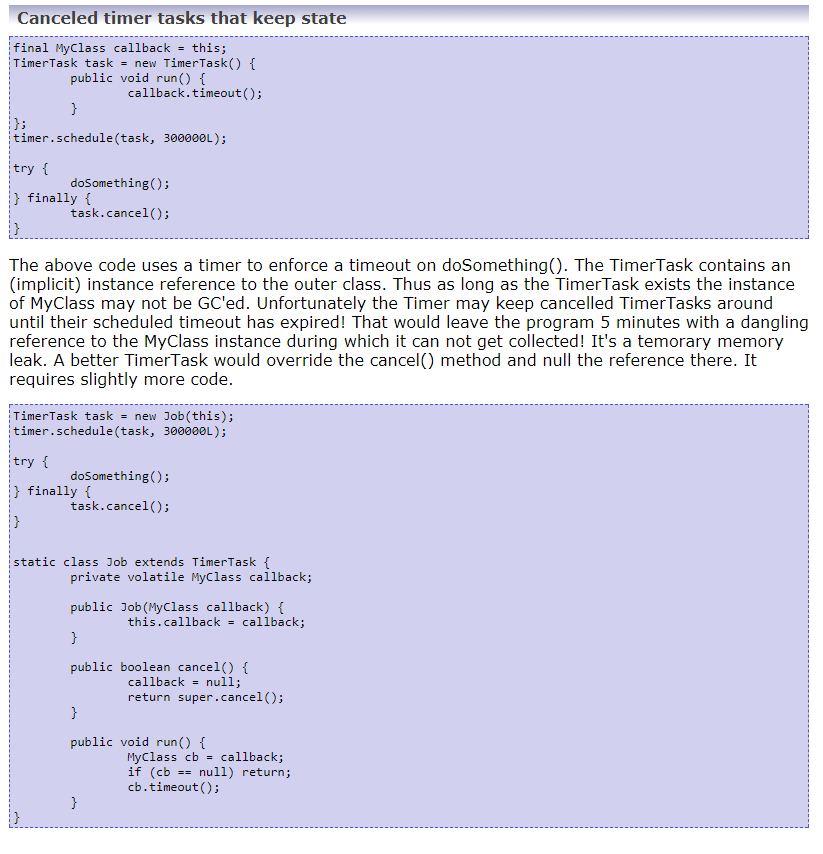 Canceled timer tasks that keep state
final MyClass callback = this;
TimerTask task = new TimerTask() {
        public void run() {
                callback.timeout();
        }
};
timer.schedule(task, 300000L);

try {
        doSomething();
} finally {
        task.cancel();
}
The above code uses a timer to enforce a timeout on doSomething(). The TimerTask contains an
(implicit) instance reference to the outer class. Thus as long as the TimerTask exists the instance
of MyClass may not be GC'ed. Unfortunately the Timer may keep cancelled TimerTasks around
until their scheduled timeout has expired! That would leave the program 5 minutes with a dangling
reference to the MyClass instance during which it can not get collected! It's a temorary memory
leak. A better TimerTask would override the cancel() method and null the reference there. It
requires slightly more code.
TimerTask task = new Job(this);
timer.schedule(task, 300000L);

try {
        doSomething();
} finally {
        task.cancel();
}

static class Job extends TimerTask {
        private volatile MyClass callback;

        public Job(MyClass callback) {
                this.callback = callback;
        }

        public boolean cancel() {
                callback = null;
                return super.cancel();
        }

        public void run() {
                MyClass cb = callback;
                if (cb == null) return;
                cb.timeout();
        }
}